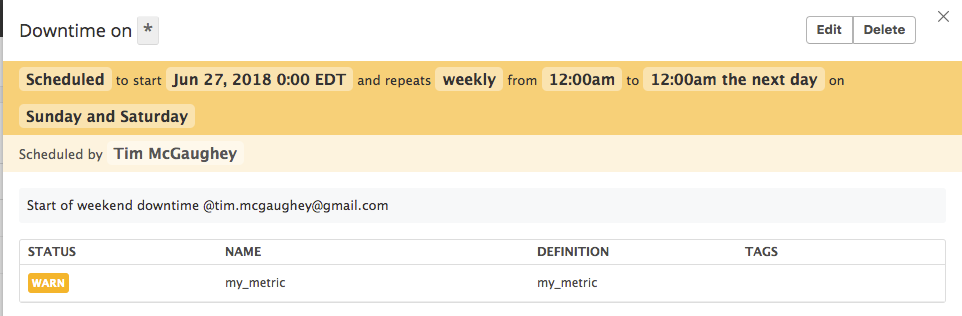 Downtime on *
Edit Delete
Scheduled to start Jun 27, 2018 0:00 EDT and repeats weekly from 12:00am to 12:00am the next day on
Sunday and Saturday
Scheduled by Tim McGaughey
Start of weekend downtime @tim.mcgaughey@gmail.com
STATUS NAME DEFINITION TAGS
WARN my_metric my_metric